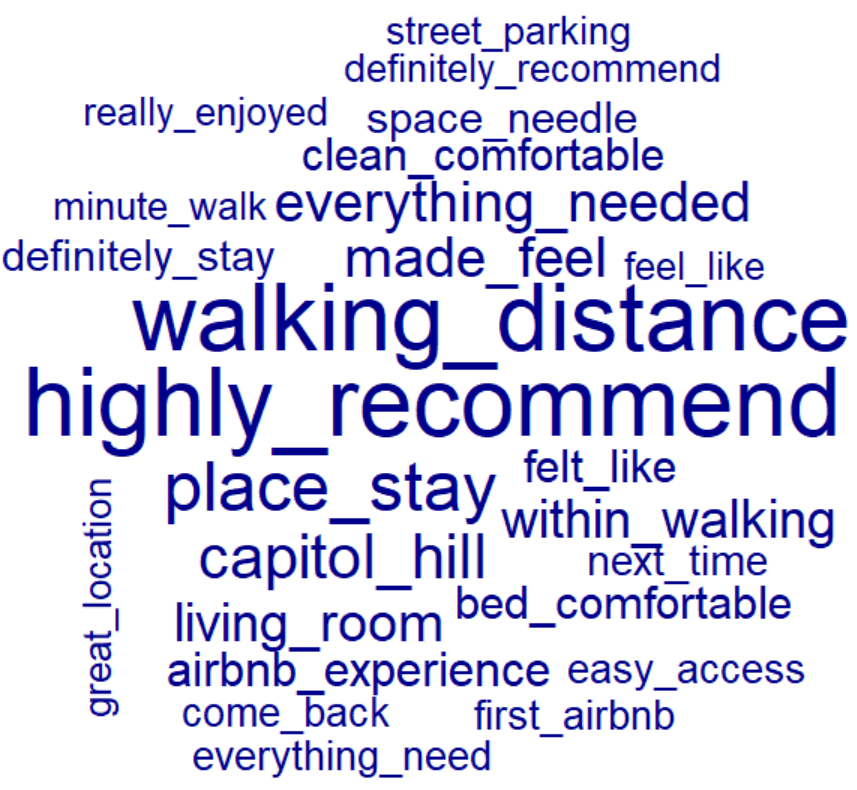 street_parking
definitely_recommend
really_enjoyed
space_needle
clean_comfortable
minute_walk
everything_needed
definitely_stay
made_feel
feel_like
walking_distance
highly_recommend
place_stay
felt_like
great_location
within_walking
capitol_hill
next_time
living_room
bed_comfortable
airbnb_experience
easy_access
come_back
first_airbnb
everything_need